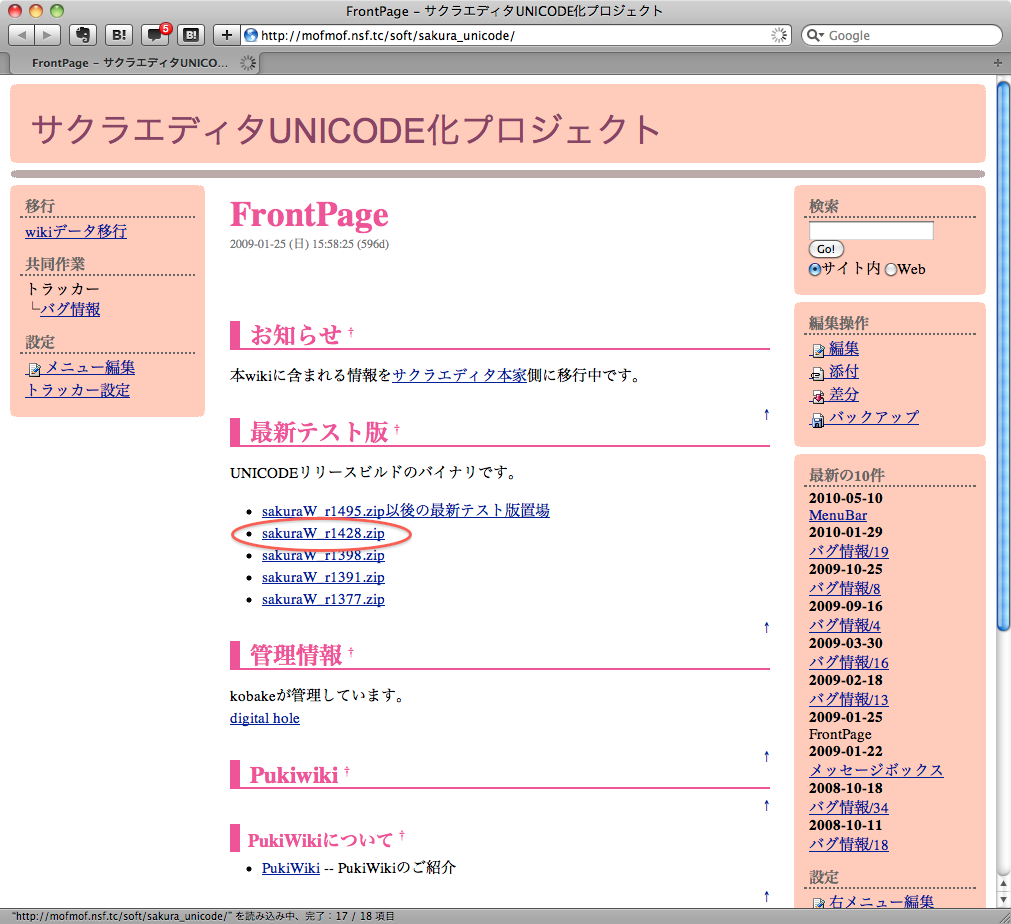 FrontPage – サクラエディタUNICODE化プロジェクト
B!
5
B!
http://mofmof.nsf.tc/soft/sakura_unicode/
Google
FrontPage – サクラエディタUNICO...
サクラエディタUNICODE化プロジェクト
移行
wikiデータ移行
共同作業
トラッカー
└バグ情報
設定
メニュー編集
トラッカー設定
FrontPage
2009-01-25 (日) 15:58:25 (596d)
お知らせ †
本wikiに含まれる情報をサクラエディタ本家側に移行中です。
↑
最新テスト版 †
UNICODEリリースビルドのバイナリです。
• sakuraW_r1495.zip以後の最新テスト版置場
• sakuraW_r1428.zip
• sakuraW_r1398.zip
• sakuraW_r1391.zip
• sakuraW_r1377.zip
↑
管理情報 †
kobakeが管理しています。
digital hole
↑
Pukiwiki †
↑
PukiWikiについて †
• PukiWiki -- PukiWikiのご紹介
↑
検索
Go!
サイト内 Web
編集操作
編集
添付
差分
バックアップ
最新の10件
2010-05-10
MenuBar
2010-01-29
バグ情報/19
2009-10-25
バグ情報/8
2009-09-16
バグ情報/4
2009-03-30
バグ情報/16
2009-02-18
バグ情報/13
2009-01-25
FrontPage
2009-01-22
メッセージボックス
2008-10-18
バグ情報/34
2008-10-11
バグ情報/18
設定
右メニュー編集
"http://mofmof.nsf.tc/soft/sakura_unicode/" を読み込み中、完了：17 / 18 項目